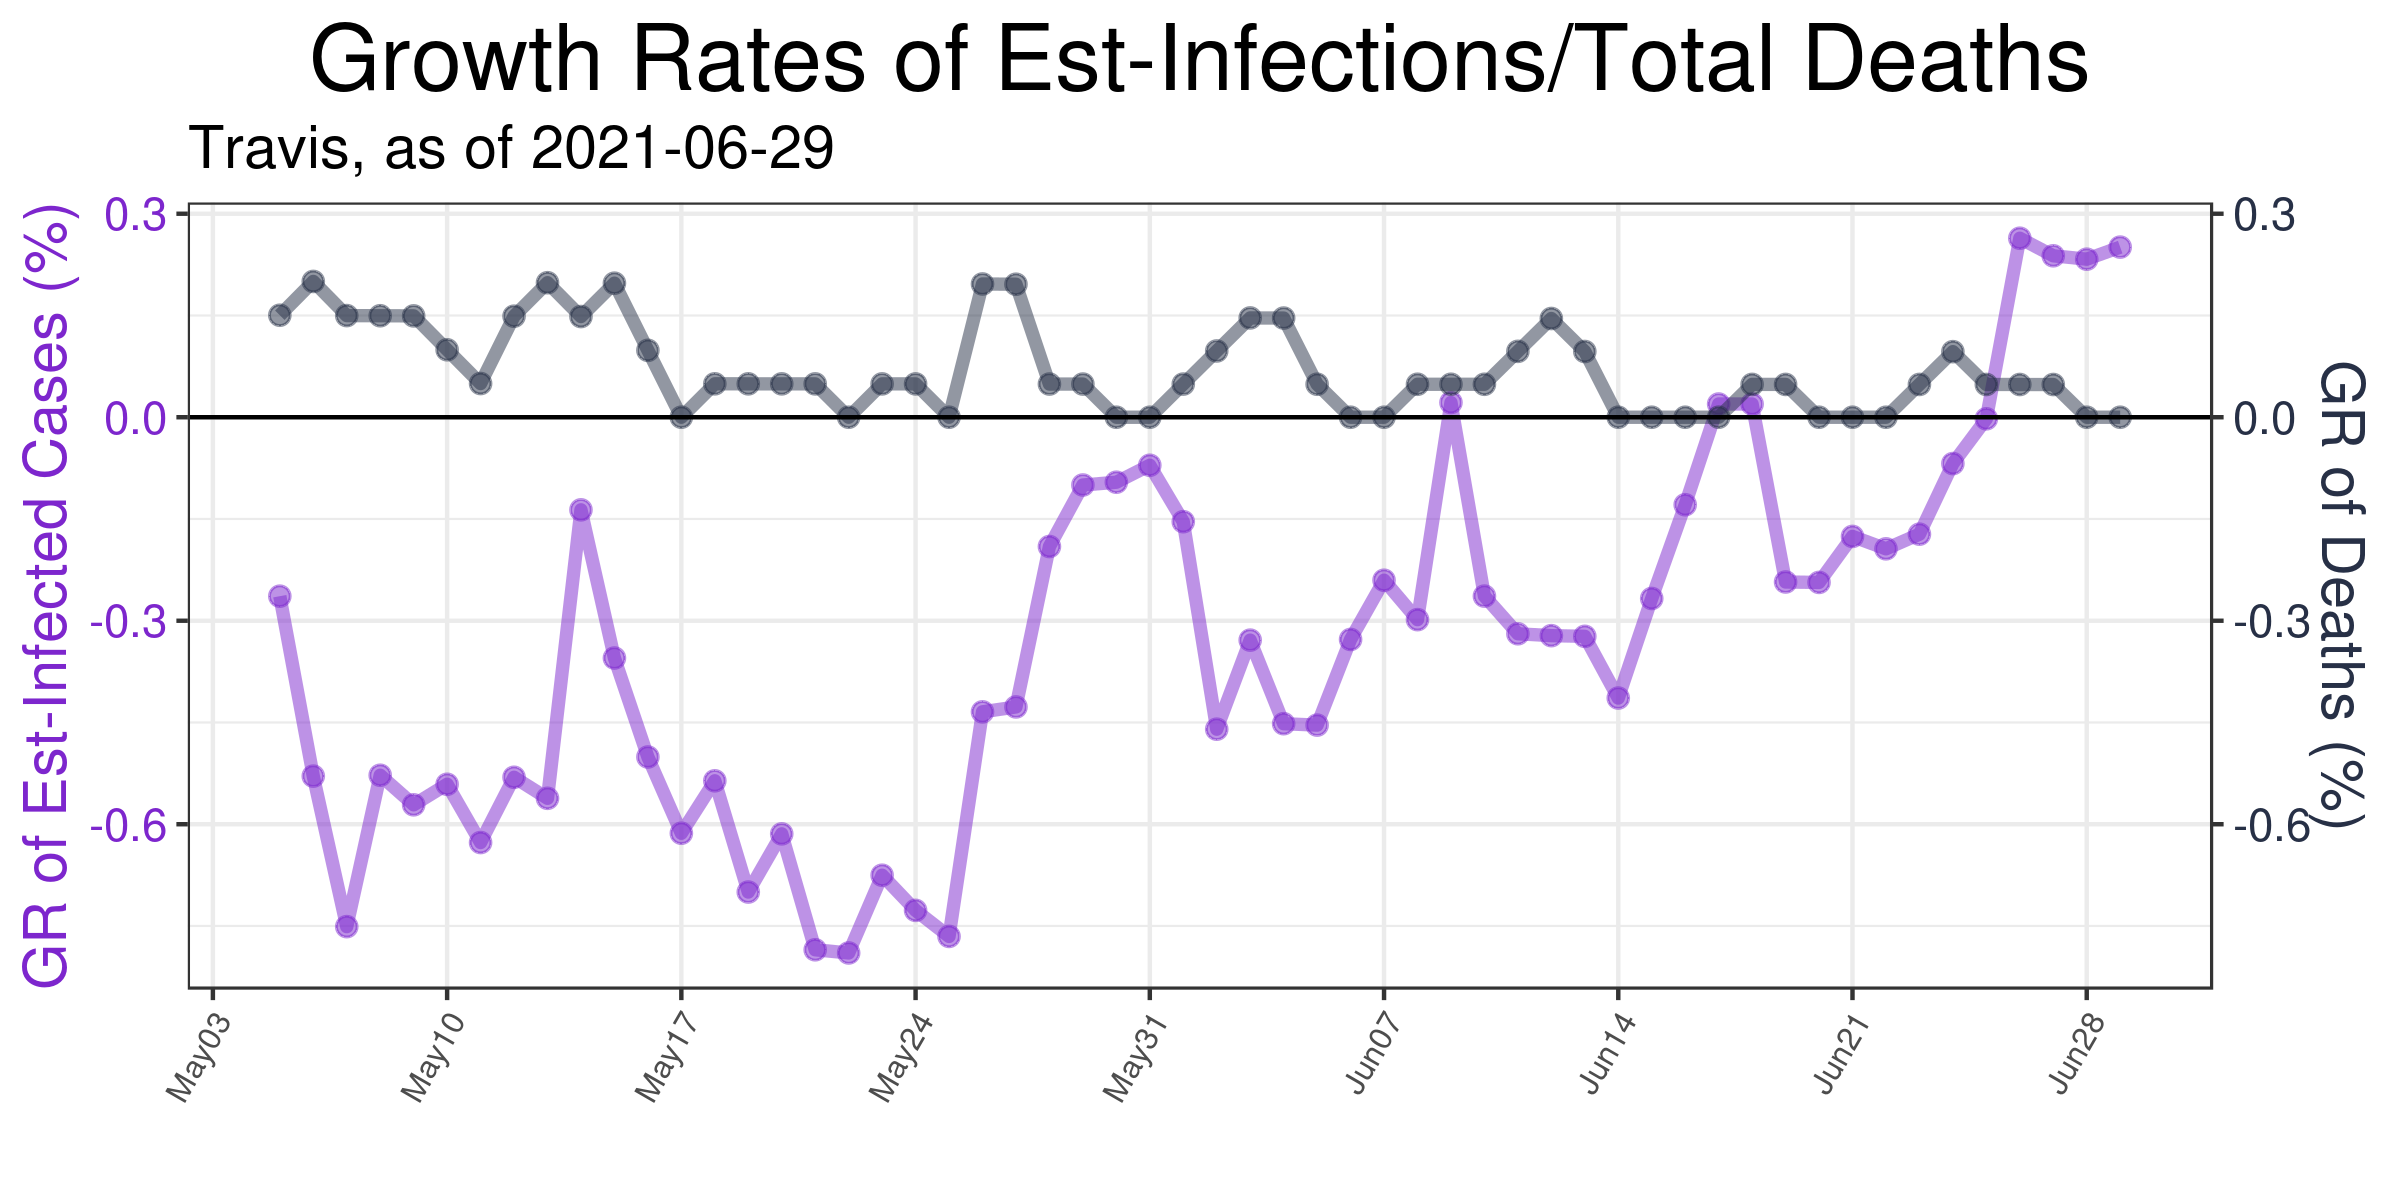 Growth Rates of Est-Infections/Total Deaths
Travis, as of 2021-06-29
GR of Est-Infected Cases (%)
0.3
0.0
-0.3
-0.6
0.3
0.0
-0.3
-0.6
GR of Deaths (%)
May03
May10
May17
May24
May31
Jun07
Jun14
Jun21
Jun28